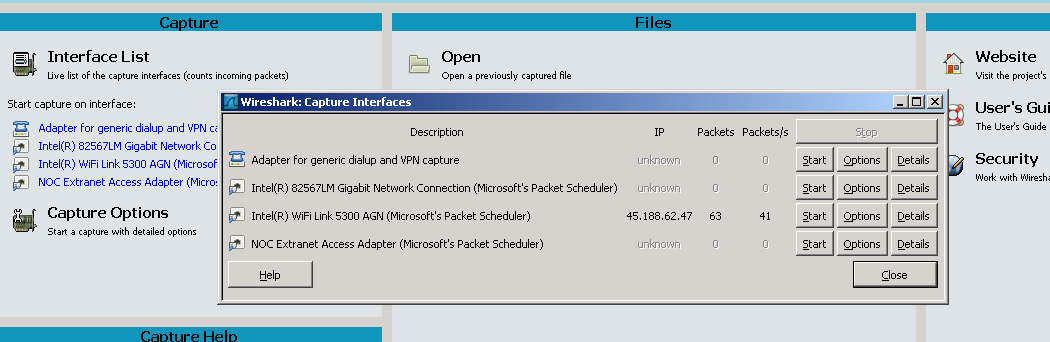 Capture
Files
Interface List
Live list of the capture interfaces (counts incoming packets)
Open
Open a previously captured file
Website
Visit the project's
Start capture on interface:
Adapter for generic dialup and VPN ca
Intel(R) 82567LM Gigabit Network Co
Intel(R) WiFi Link 5300 AGN (Microsof
NOC Extranet Access Adapter (Micros
Capture Options
Start a capture with detailed options
User's Gui
The User's Guide
Security
Work with Wiresha
Wireshark: Capture Interfaces
Description IP Packets Packets/s Stop
Adapter for generic dialup and VPN capture unknown 0 0 Start Options Details
Intel(R) 82567LM Gigabit Network Connection (Microsoft's Packet Scheduler) unknown 0 0 Start Options Details
Intel(R) WiFi Link 5300 AGN (Microsoft's Packet Scheduler) 45.188.62.47 63 41 Start Options Details
NOC Extranet Access Adapter (Microsoft's Packet Scheduler) unknown 0 0 Start Options Details
Help Close
Capture Help